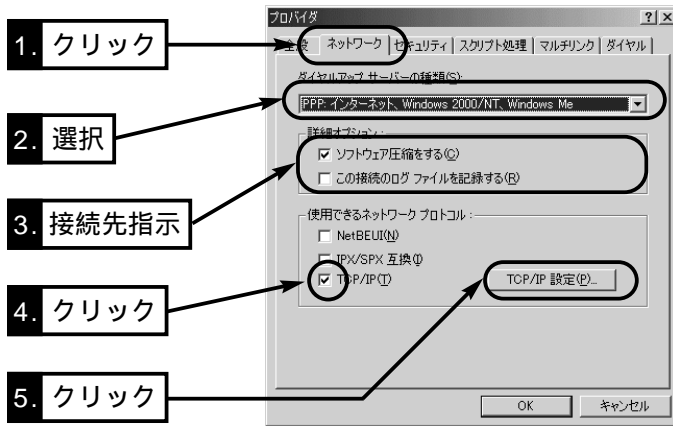 プロバイダ
全般 ネットワーク セキュリティ スクリプト処理 マルチリンク ダイヤル
ダイヤルアップ サーバーの種類(S):
PPP: インターネット、Windows 2000/NT、Windows Me
詳細オプション:
ソフトウェア圧縮をする(C)
この接続のログ ファイルを記録する(R)
使用できるネットワーク プロトコル:
NetBEUI(N)
IPX/SPX 互換(I)
TCP/IP(T)
TCP/IP 設定(P)...
OK キャンセル
1. クリック
2. 選択
3. 接続先指示
4. クリック
5. クリック